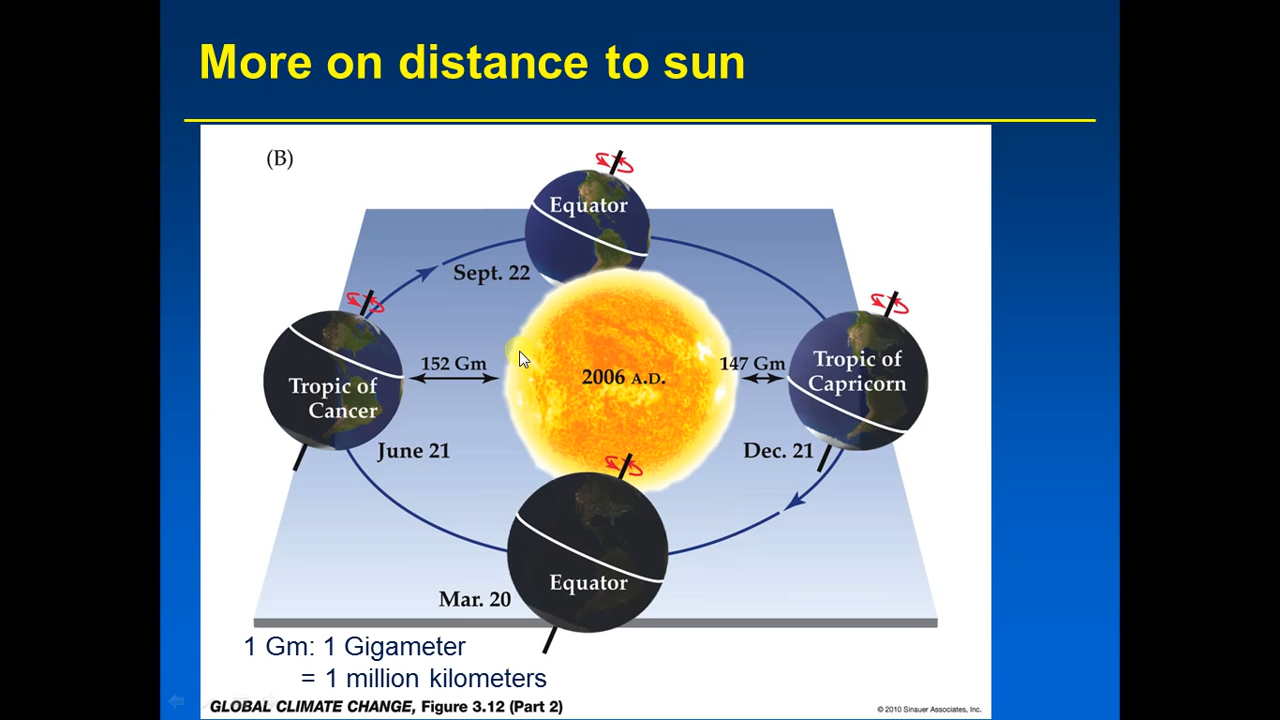 More on distance to sun
(B)
Equator
Sept. 22
152 Gm
2006 A.D.
147 Gm
Tropic of
Cancer
Tropic of
Capricorn
June 21
Dec. 21
Equator
Mar. 20
1 Gm: 1 Gigameter
= 1 million kilometers
GLOBAL CLIMATE CHANGE, Figure 3.12 (Part 2)
© 2010 Sinauer Associates, Inc.